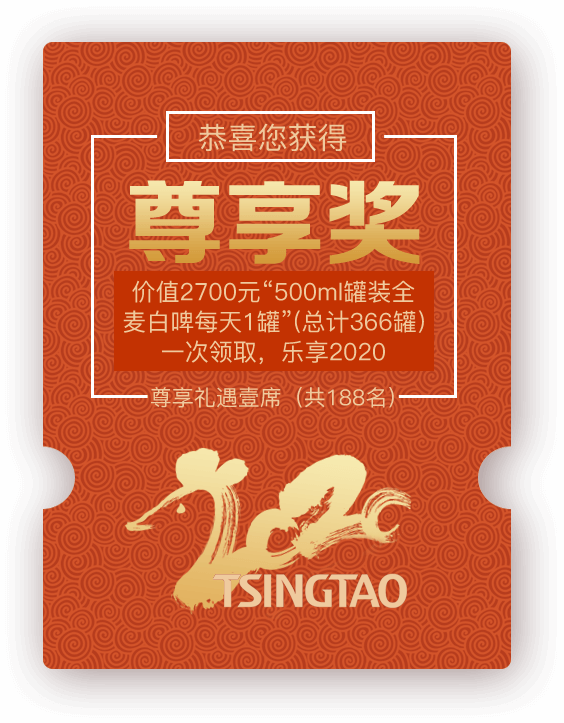 恭喜您获得
尊享奖
价值2700元“500ml罐装全
麦白啤每天1罐”(总计366罐)
一次领取，乐享2020
尊享礼遇壹席（共188名）
2020
TSINGTAO